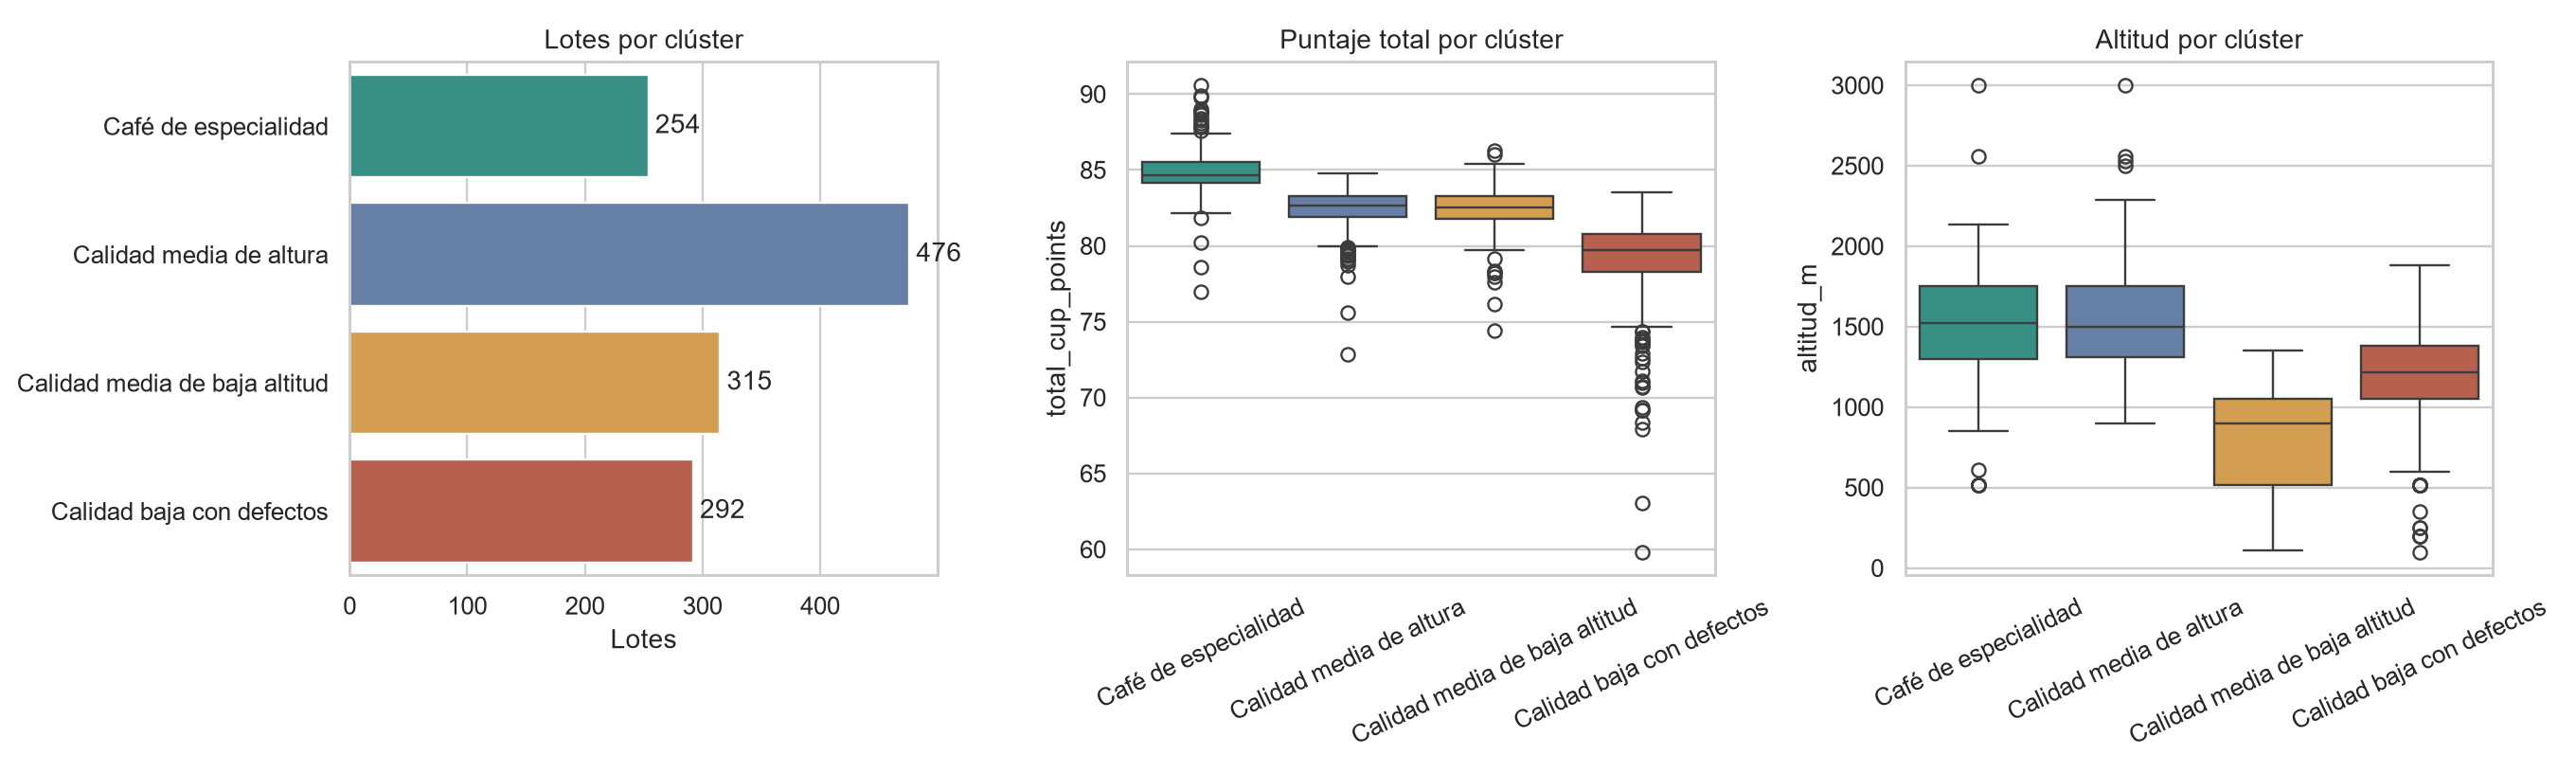 Lotes por clúster
Café de especialidad
254
Calidad media de altura
476
Calidad media de baja altitud
315
Calidad baja con defectos
292
0 100 200 300 400
Lotes
Puntaje total por clúster
total_cup_points
90
85
80
75
70
65
60
Café de especialidad
Calidad media de altura
Calidad media de baja altitud
Calidad baja con defectos
Altitud por clúster
altitud_m
3000
2500
2000
1500
1000
500
0
Café de especialidad
Calidad media de altura
Calidad media de baja altitud
Calidad baja con defectos